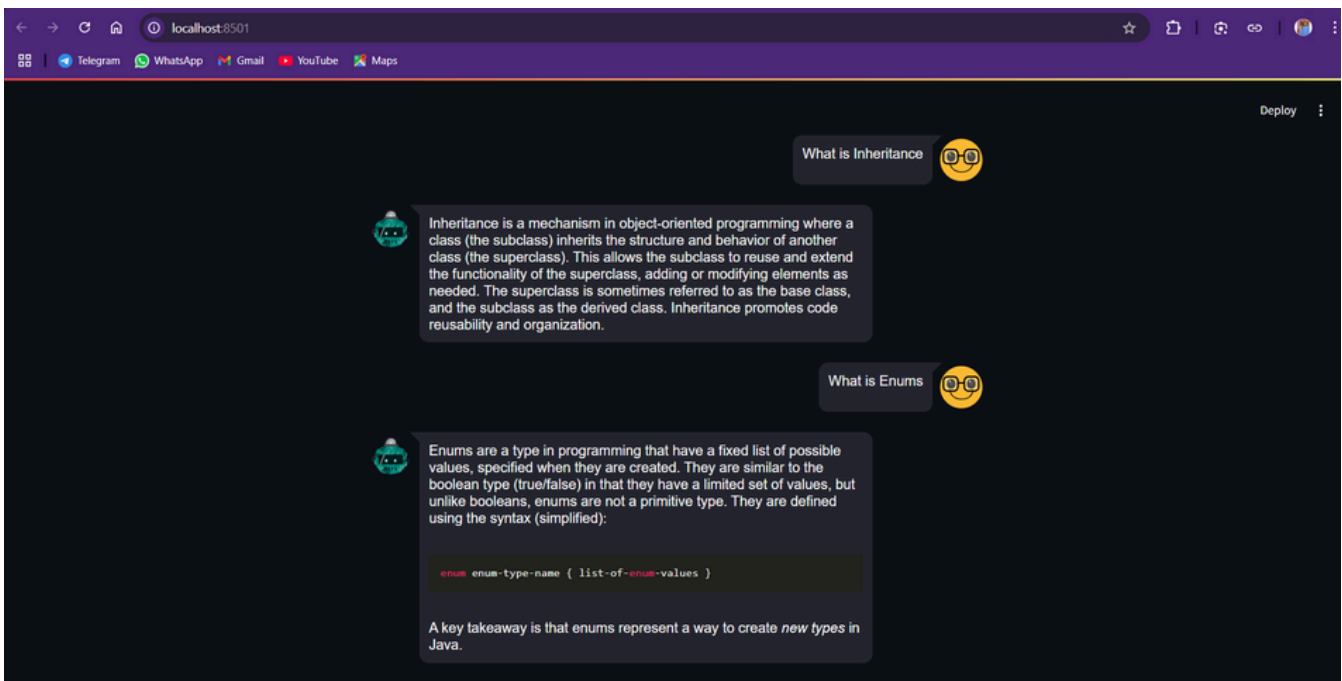 localhost:8501
Telegram WhatsApp Gmail YouTube Maps
Deploy
What is Inheritance
Inheritance is a mechanism in object-oriented programming where a
class (the subclass) inherits the structure and behavior of another
class (the superclass). This allows the subclass to reuse and extend
the functionality of the superclass, adding or modifying elements as
needed. The superclass is sometimes referred to as the base class,
and the subclass as the derived class. Inheritance promotes code
reusability and organization.
What is Enums
Enums are a type in programming that have a fixed list of possible
values, specified when they are created. They are similar to the
boolean type (true/false) in that they have a limited set of values, but
unlike booleans, enums are not a primitive type. They are defined
using the syntax (simplified):
enum enum-type-name { list-of-enum-values }
A key takeaway is that enums represent a way to create new types in
Java.